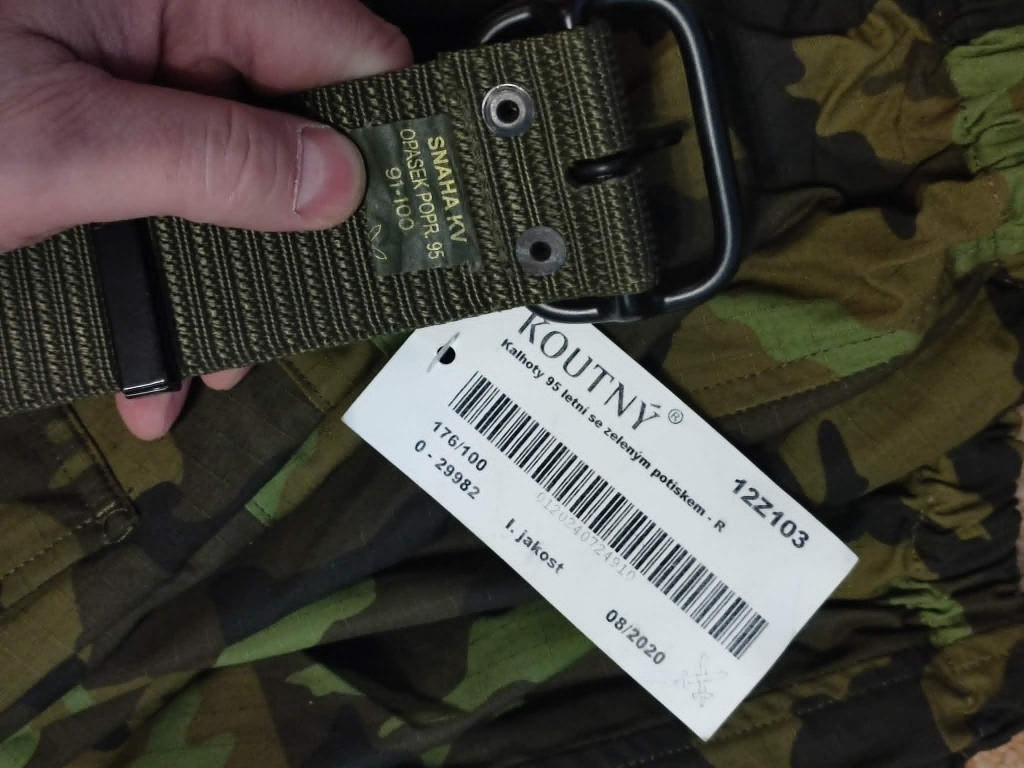 SNAHA KV
OPASEK POPR. 95
91-100
KOUTNÝ®
Kalhoty 95 letní se zeleným potiskem - R
12Z103
176/100
0 - 29982
0120240724910
I. jakost
08/2020